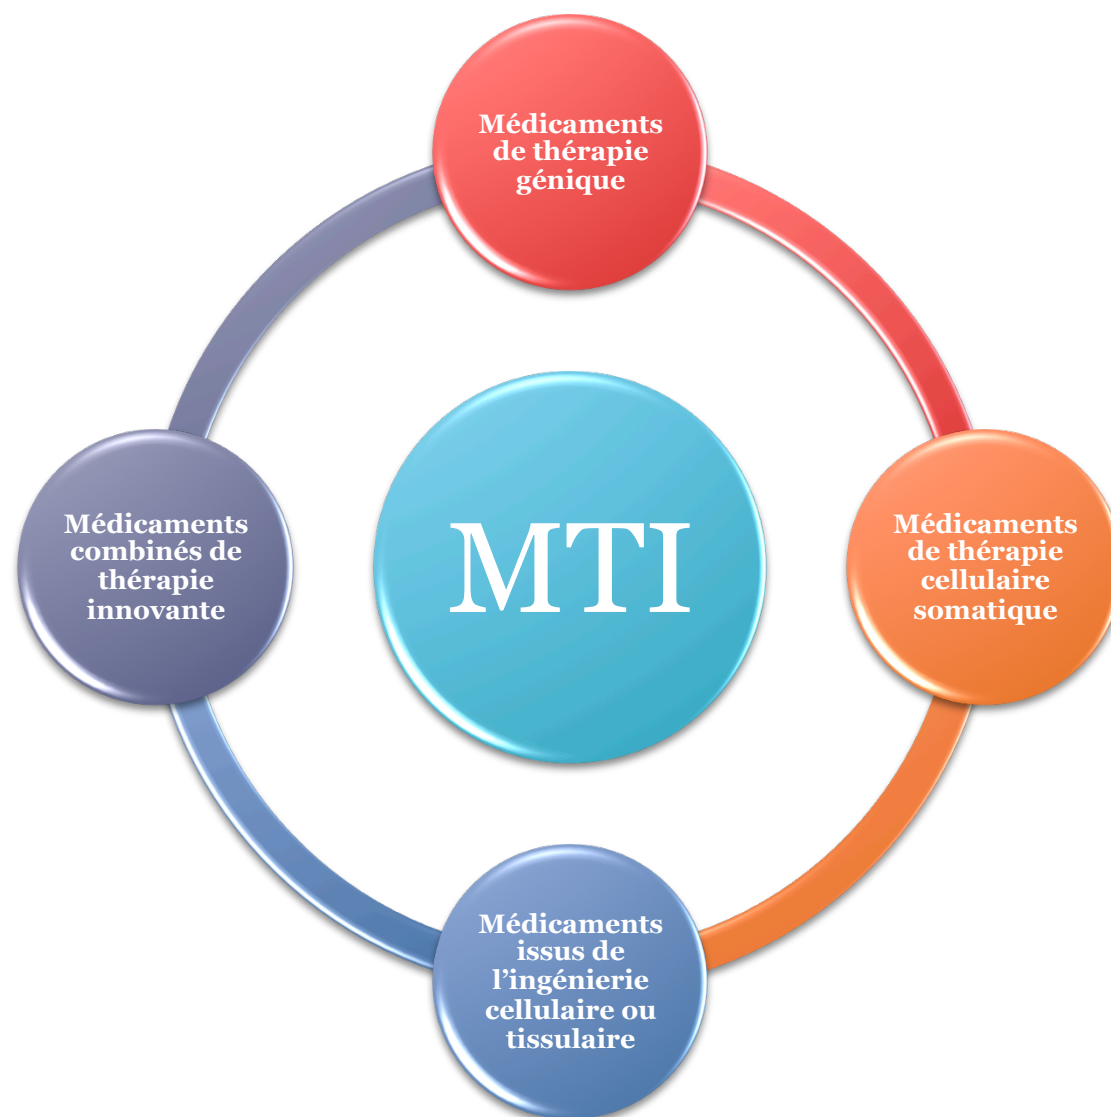 Médicaments
de thérapie
génique
Médicaments
combinés de
thérapie
innovante
MTI
Médicaments
de thérapie
cellulaire
somatique
Médicaments
issus de
l’ingénierie
cellulaire ou
tissulaire